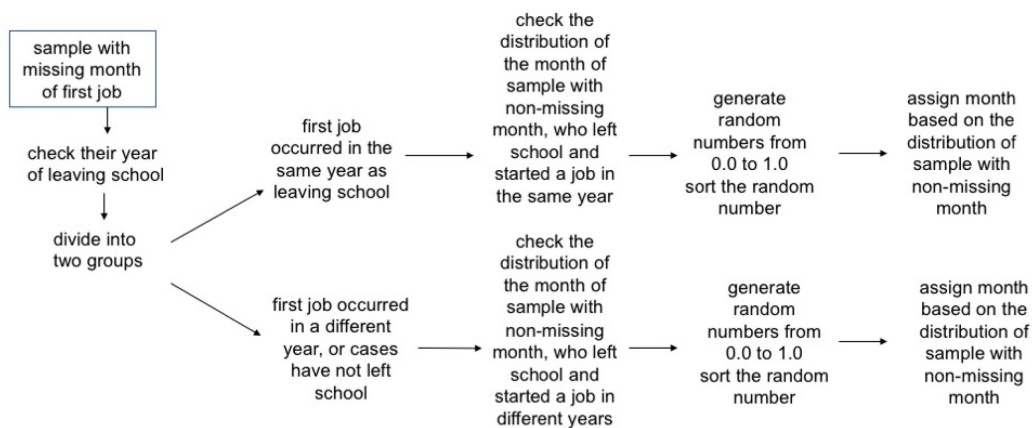 sample with
missing month
of first job
check their year
of leaving school
divide into
two groups
first job
occurred in the
same year as
leaving school
check the
distribution of
the month of
sample with
non-missing
month, who left
school and
started a job in
the same year
generate
random
numbers from
0.0 to 1.0
sort the random
number
assign month
based on the
distribution of
sample with
non-missing
month
first job occurred
in a different
year, or cases
have not left
school
check the
distribution of
the month of
sample with
non-missing
month, who left
school and
started a job in
different years
generate
random
numbers from
0.0 to 1.0
sort the random
number
assign month
based on the
distribution of
sample with
non-missing
month